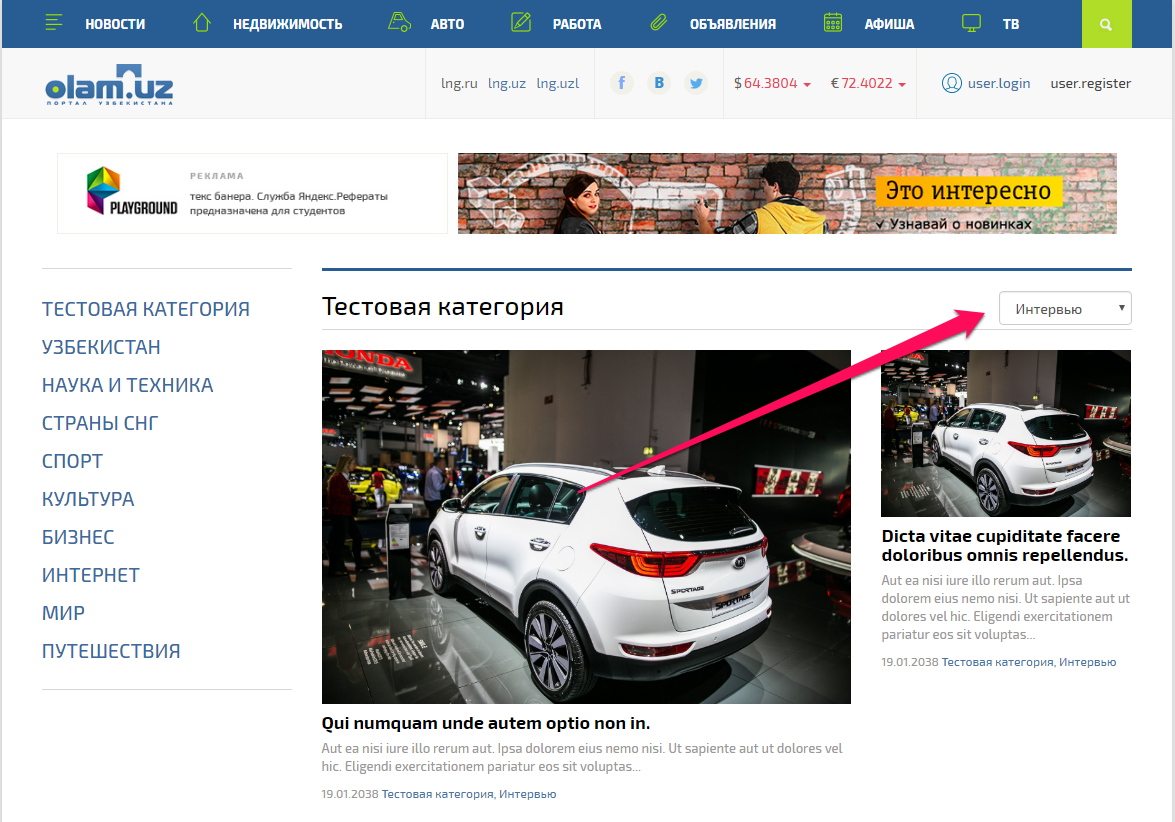 НОВОСТИ
НЕДВИЖИМОСТЬ
АВТО
РАБОТА
ОБЪЯВЛЕНИЯ
АФИША
ТВ
olam.uz
ПОРТАЛ УЗБЕКИСТАНА
lng.ru lng.uz lng.uzl
f В
$ 64.3804
€ 72.4022
user.login
user.register
PLAYGROUND
РЕКЛАМА
текс банера. Служба Яндекс.Рефераты
предназначена для студентов
Это интересно
✓ Узнавай о новинках
ТЕСТОВАЯ КАТЕГОРИЯ
УЗБЕКИСТАН
НАУКА И ТЕХНИКА
СТРАНЫ СНГ
СПОРТ
КУЛЬТУРА
БИЗНЕС
ИНТЕРНЕТ
МИР
ПУТЕШЕСТВИЯ
Тестовая категория
Интервью
HONDA
SPORTAGE
SPORTAGE
Qui numquam unde autem optio non in.
Aut ea nisi iure illo rerum aut. Ipsa dolorem eius nemo nisi. Ut sapiente aut ut dolores vel
hic. Eligendi exercitationem pariatur eos sit voluptas...
19.01.2038 Тестовая категория, Интервью
SPORTAGE
Dicta vitae cupiditate facere
doloribus omnis repellendus.
Aut ea nisi iure illo rerum aut. Ipsa
dolorem eius nemo nisi. Ut sapiente aut ut
dolores vel hic. Eligendi exercitationem
pariatur eos sit voluptas...
19.01.2038 Тестовая категория, Интервью